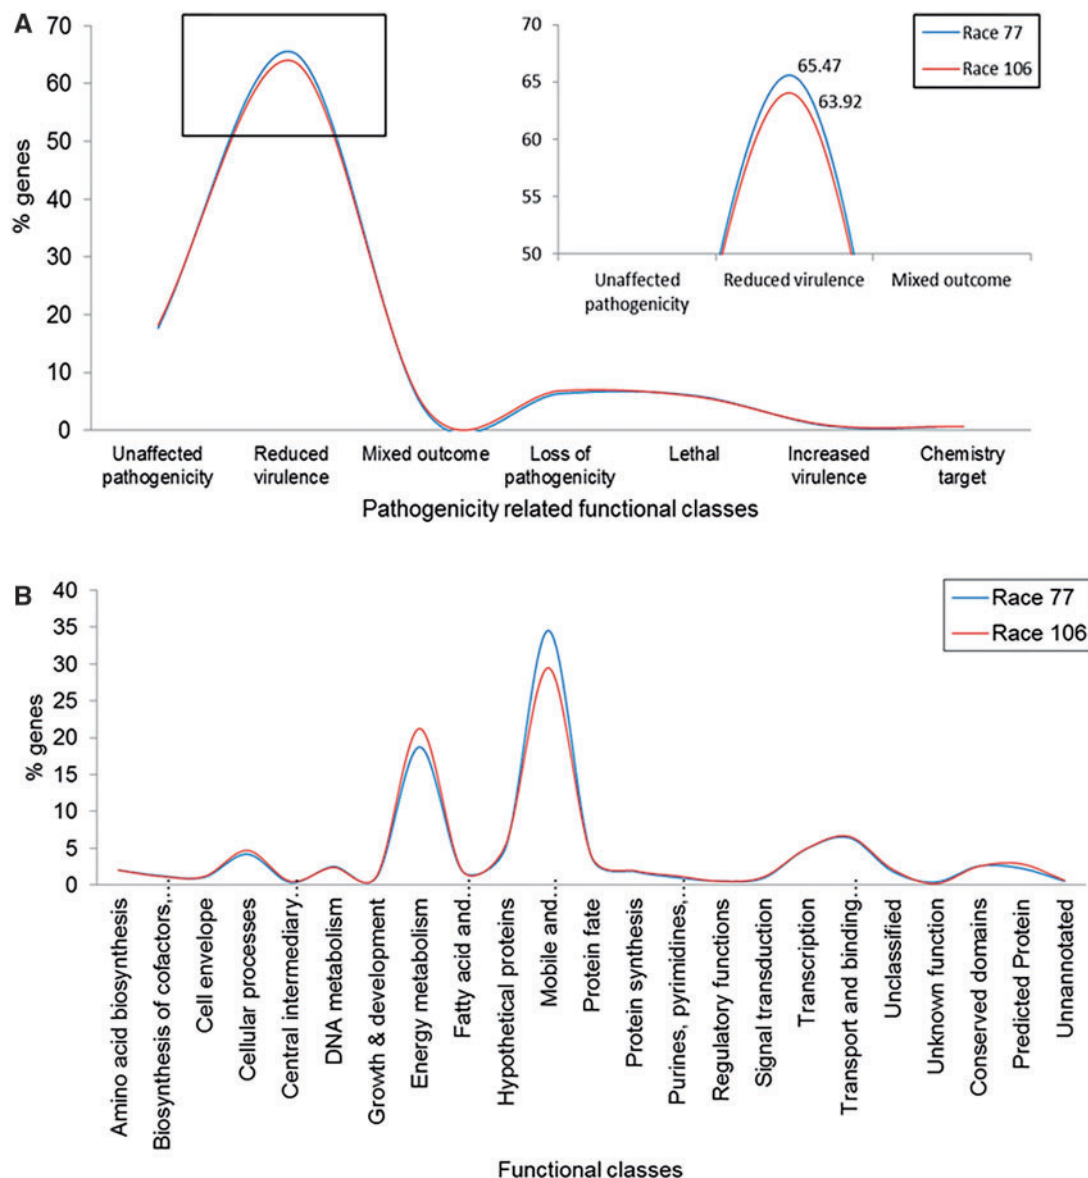 A
% genes
70
60
50
40
30
20
10
0
Unaffected
pathogenicity
Reduced
virulence
Mixed outcome
Loss of
pathogenicity
Lethal
Increased
virulence
Chemistry
target
Pathogenicity related functional classes
70
65
60
55
50
65.47
63.92
Unaffected
pathogenicity
Reduced virulence
Mixed outcome
Race 77
Race 106
B
% genes
40
35
30
25
20
15
10
5
0
Race 77
Race 106
Amino acid biosynthesis
Biosynthesis of cofactors,...
Cell envelope
Cellular processes
Central intermediary...
DNA metabolism
Growth & development
Energy metabolism
Fatty acid and...
Hypothetical proteins
Mobile and...
Protein fate
Protein synthesis
Purines, pyrimidines,...
Regulatory functions
Signal transduction
Transcription
Transport and binding...
Unclassified
Unknown function
Conserved domains
Predicted Protein
Unannotated
Functional classes